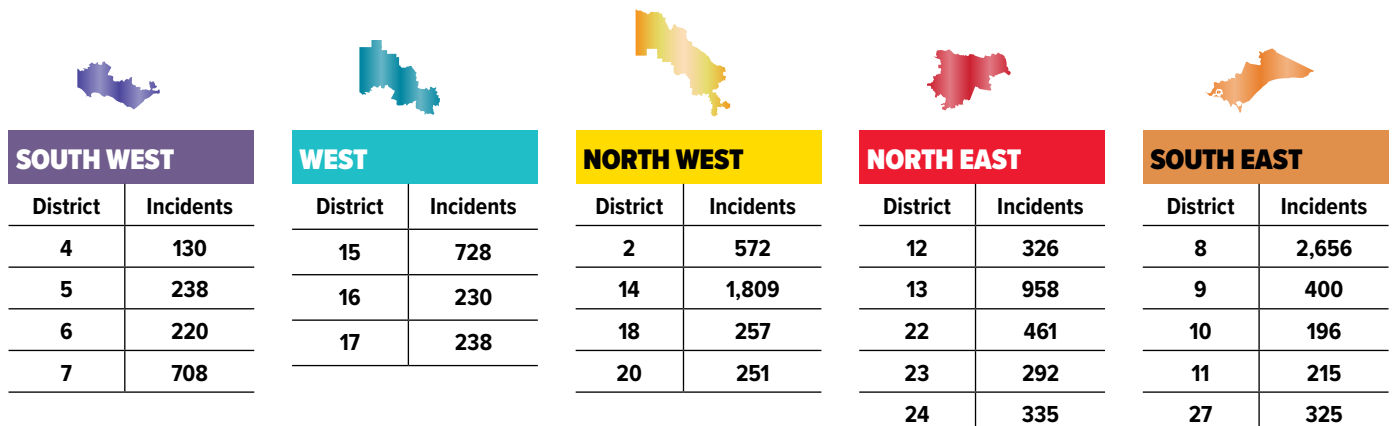 SOUTH WEST
District Incidents
4 130
5 238
6 220
7 708
WEST
District Incidents
15 728
16 230
17 238
NORTH WEST
District Incidents
2 572
14 1,809
18 257
20 251
NORTH EAST
District Incidents
12 326
13 958
22 461
23 292
24 335
SOUTH EAST
District Incidents
8 2,656
9 400
10 196
11 215
27 325